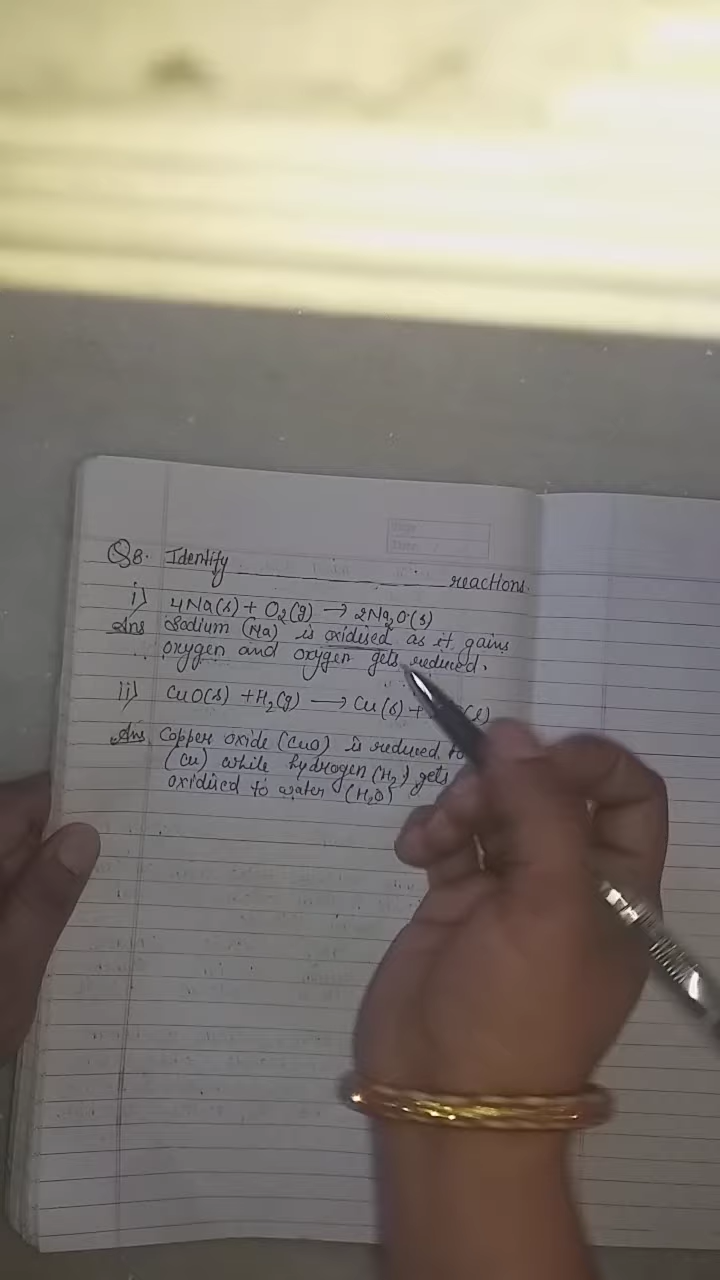 Q8. Identify ______ reactions.
i) 4Na(s) + O₂(g) → 2Na₂O(s)
Ans Sodium (Na) is oxidised as it gains
oxygen and oxygen gets reduced.
ii) CuO(s) + H₂(g) → Cu(s) + (l)
Ans Copper oxide (CuO) is reduced to
(Cu) while hydrogen (H₂) gets
oxidised to water (H₂O)